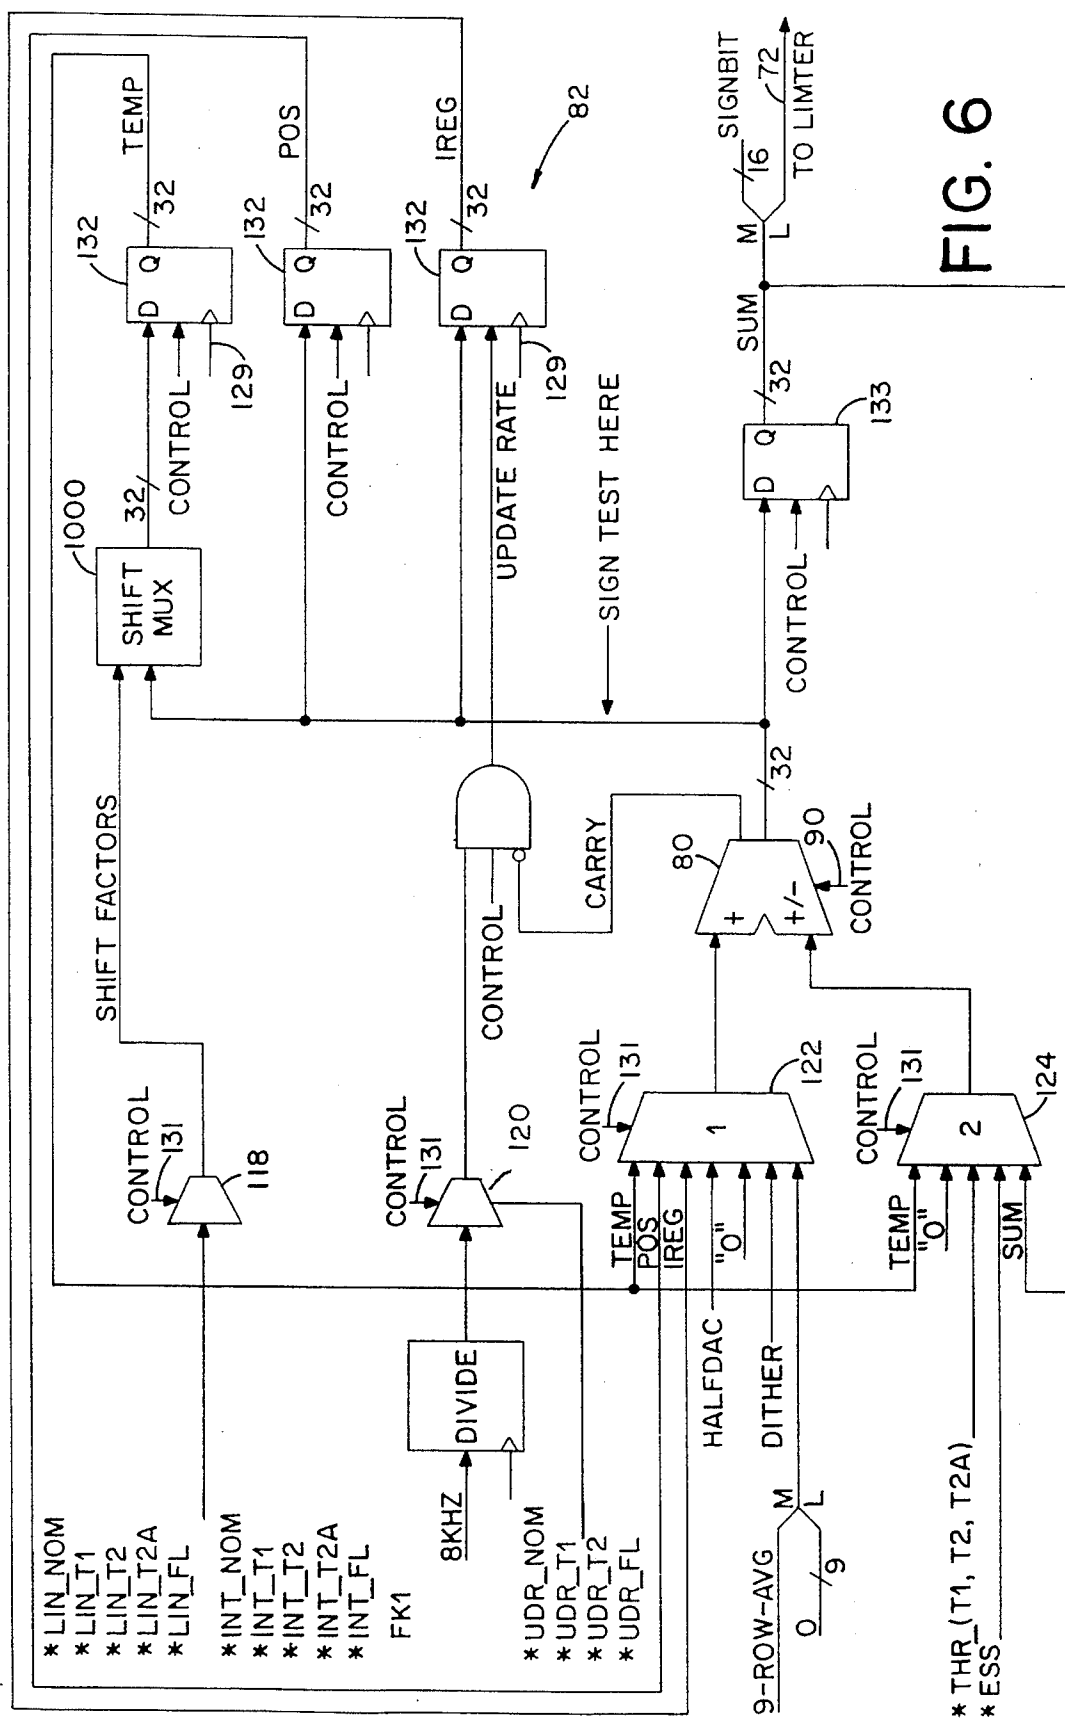 * LIN_NOM
* LIN_T1
* LIN_T2
* LIN_T2A
* LIN_FL
* INT_NOM
* INT_T1
* INT_T2
* INT_T2A
* INT_FL
FK1
CONTROL
131
118
SHIFT FACTORS
1000
SHIFT
MUX
32
CONTROL
129
132
D Q
32
TEMP
CONTROL
132
D Q
32
POS
8KHZ
DIVIDE
* UDR_NOM
* UDR_T1
* UDR_T2
* UDR_FL
CONTROL
131
120
CONTROL
CARRY
UPDATE RATE
129
132
D Q
32
IREG
82
SIGN TEST HERE
9-ROW-AVG
0
9
M
L
HALFDAC
DITHER
TEMP
POS
IREG
"0"
CONTROL
131
1
122
80
+
+/-
90
CONTROL
32
CONTROL
D Q
133
32
SUM
M
L
16
SIGNBIT
72
TO LIMTER
* THR_(T1, T2, T2A)
* ESS
TEMP
"0"
SUM
CONTROL
131
2
124
FIG. 6